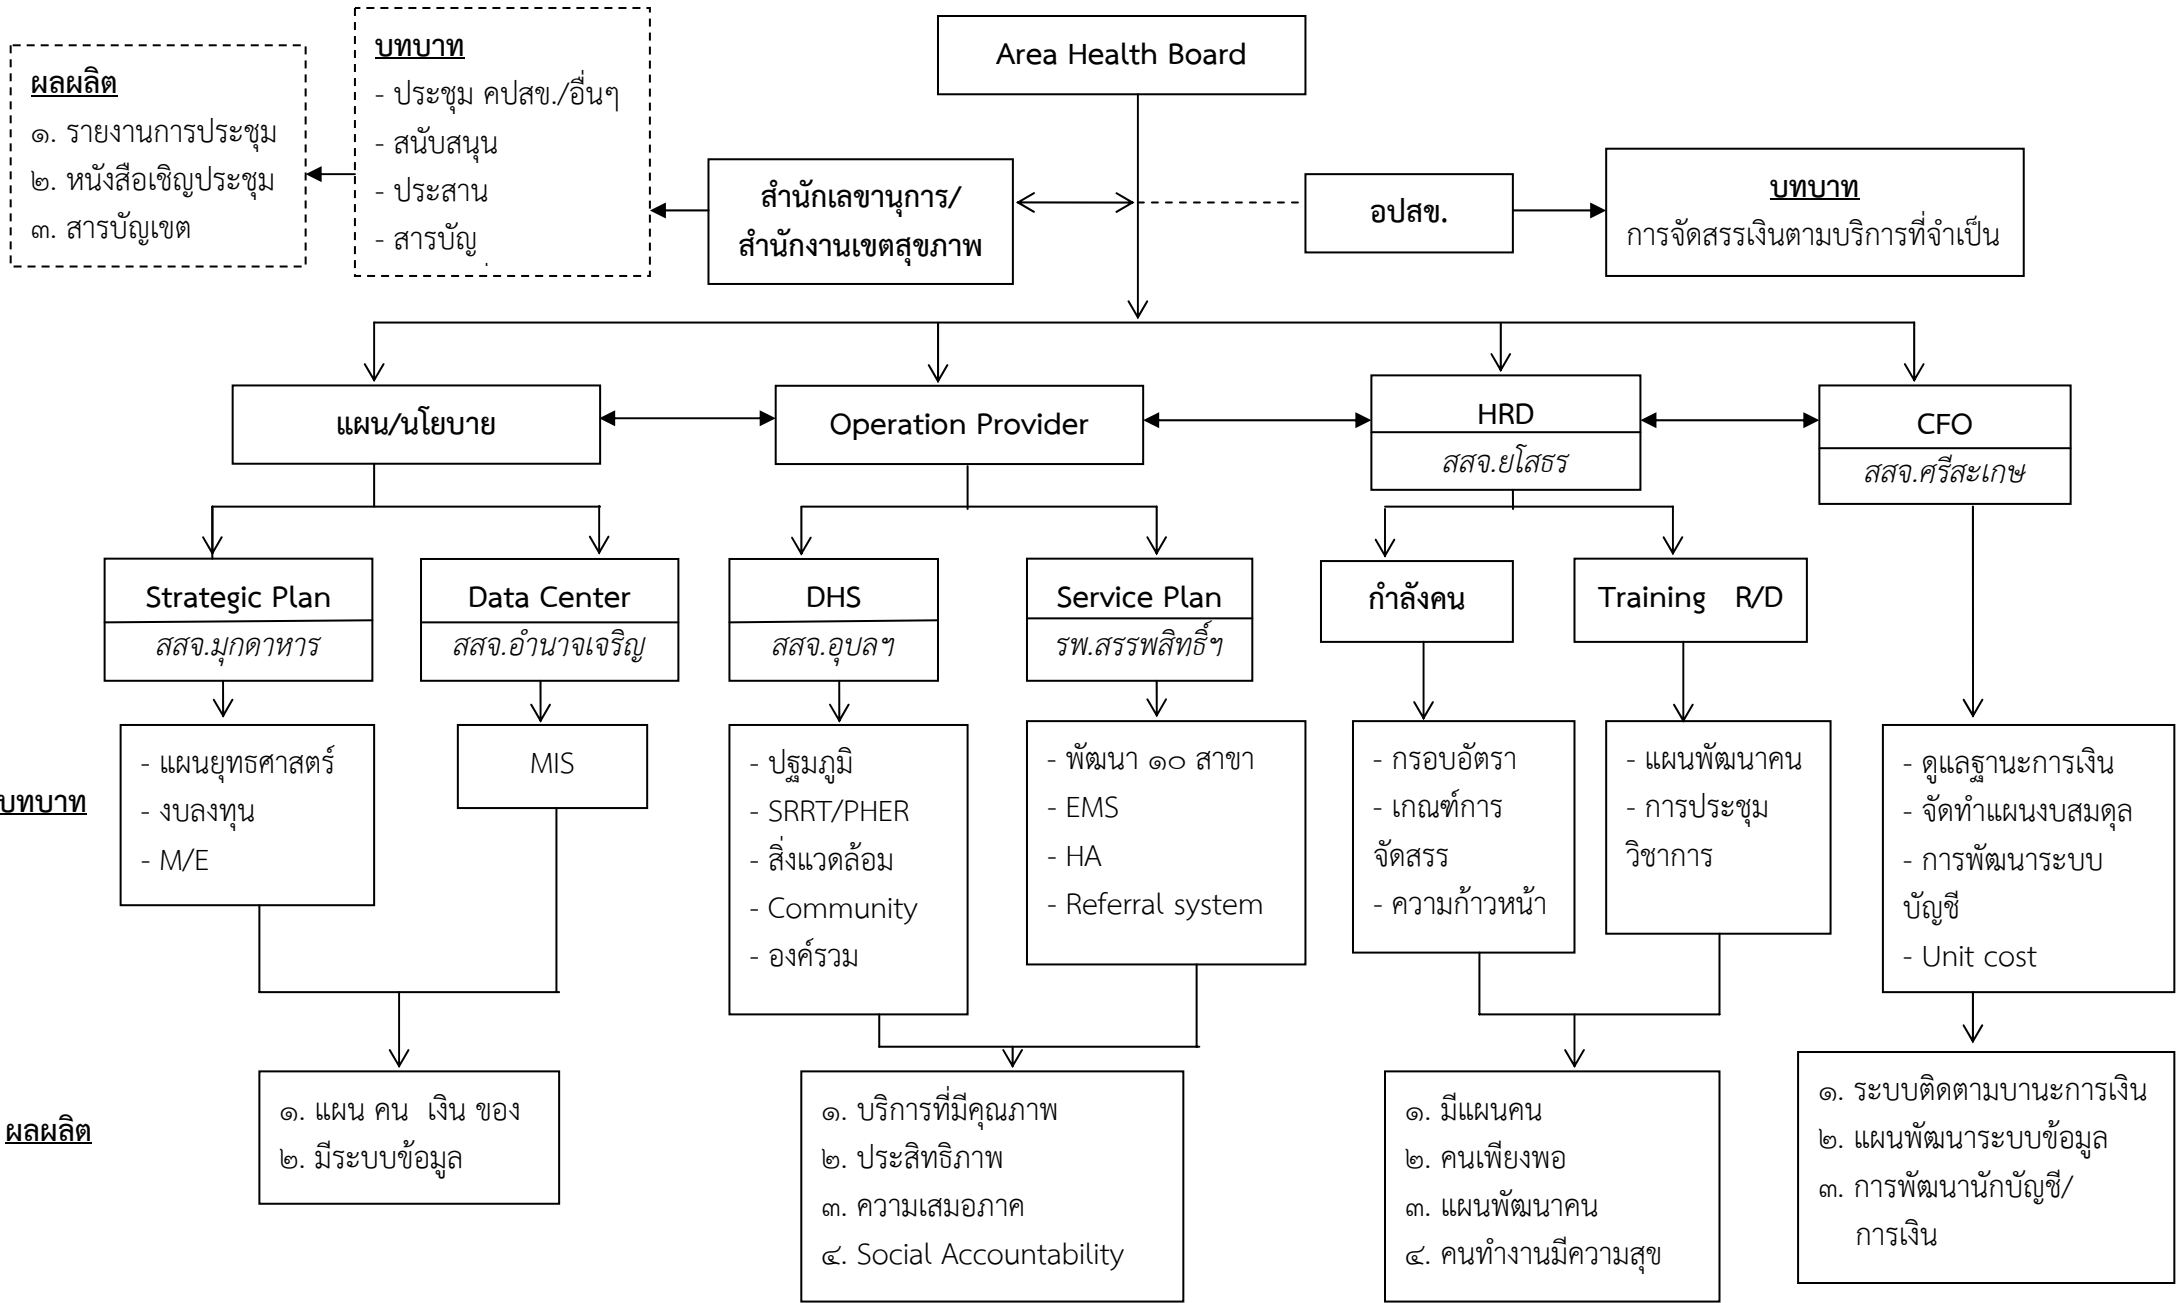 Area Health Board
บทบาท
- ประชุม คปสข./อื่นๆ
- สนับสนุน
- ประสาน
- สารบัญ
ผลผลิต
๑. รายงานการประชุม
๒. หนังสือเชิญประชุม
๓. สารบัญเขต
สำนักเลขานุการ/
สำนักงานเขตสุขภาพ
อปสข.
บทบาท
การจัดสรรเงินตามบริการที่จำเป็น
แผน/นโยบาย
Operation Provider
HRD
สสจ.ยโสธร
CFO
สสจ.ศรีสะเกษ
Strategic Plan
สสจ.มุกดาหาร
Data Center
สสจ.อำนาจเจริญ
DHS
สสจ.อุบลฯ
Service Plan
รพ.สรรพสิทธิ์ฯ
กำลังคน
Training R/D
บทบาท
- แผนยุทธศาสตร์
- งบลงทุน
- M/E
MIS
- ปฐมภูมิ
- SRRT/PHER
- สิ่งแวดล้อม
- Community
- องค์รวม
- พัฒนา ๑๐ สาขา
- EMS
- HA
- Referral system
- กรอบอัตรา
- เกณฑ์การ
จัดสรร
- ความก้าวหน้า
- แผนพัฒนาคน
- การประชุม
วิชาการ
- ดูแลฐานะการเงิน
- จัดทำแผนงบสมดุล
- การพัฒนาระบบ
บัญชี
- Unit cost
ผลผลิต
๑. แผน คน เงิน ของ
๒. มีระบบข้อมูล
๑. บริการที่มีคุณภาพ
๒. ประสิทธิภาพ
๓. ความเสมอภาค
๔. Social Accountability
๑. มีแผนคน
๒. คนเพียงพอ
๓. แผนพัฒนาคน
๔. คนทำงานมีความสุข
๑. ระบบติดตามบานะการเงิน
๒. แผนพัฒนาระบบข้อมูล
๓. การพัฒนานักบัญชี/
การเงิน